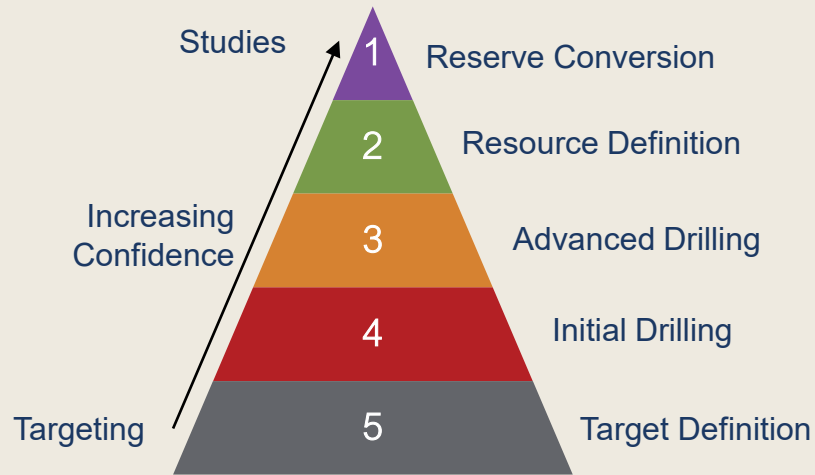 Studies
1
Reserve Conversion
2
Resource Definition
Increasing
Confidence
3
Advanced Drilling
4
Initial Drilling
Targeting
5
Target Definition